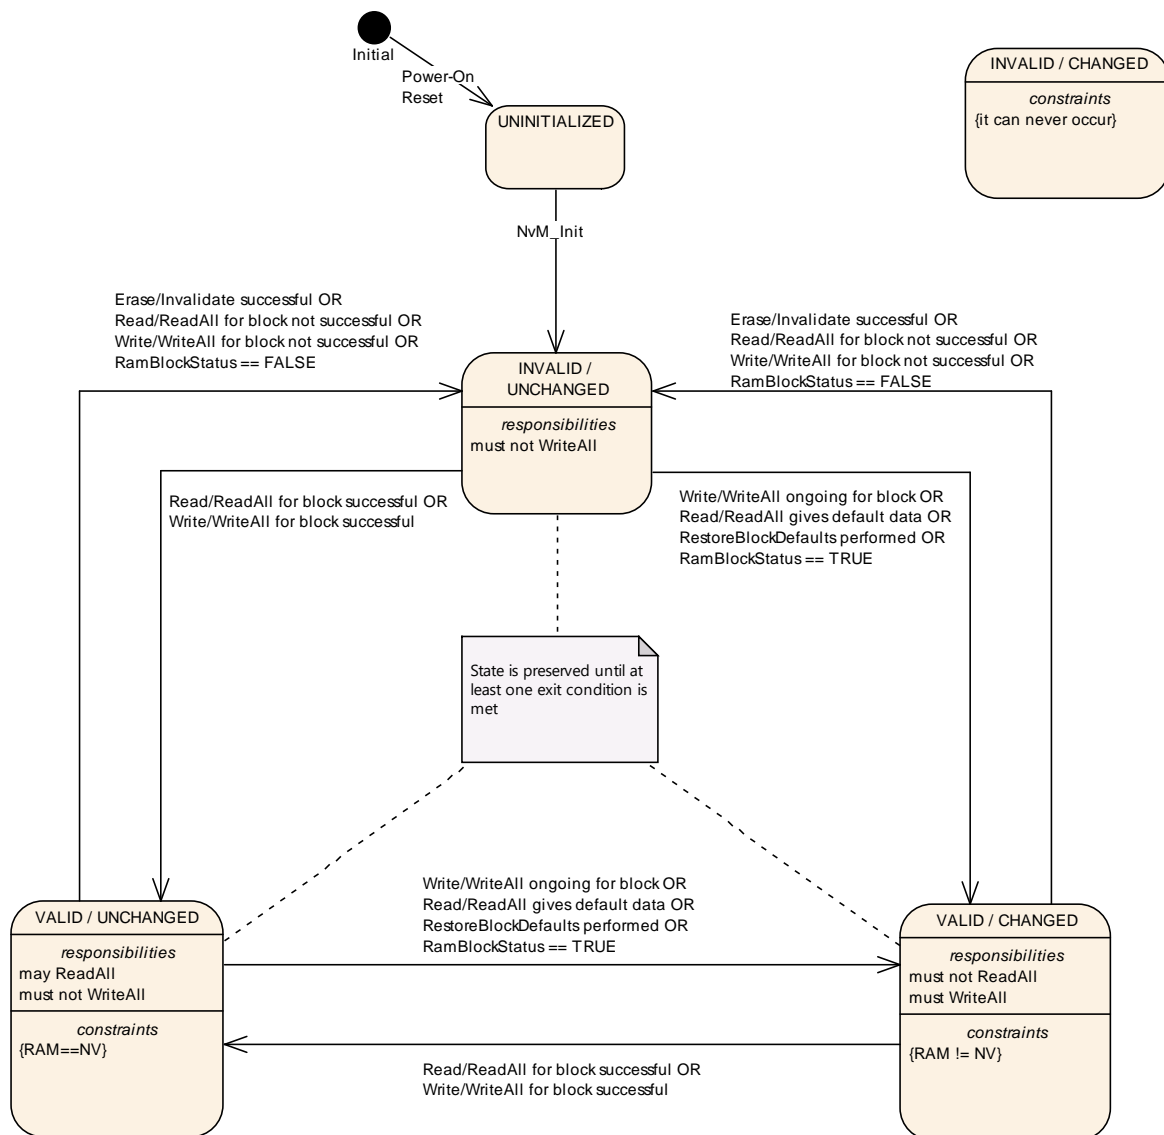 Initial
Power-On
Reset
UNINITIALIZED
INVALID / CHANGED
constraints
{it can never occur}
NvM_Init
Erase/Invalidate successful OR
Read/ReadAll for block not successful OR
Write/WriteAll for block not successful OR
RamBlockStatus == FALSE
Erase/Invalidate successful OR
Read/ReadAll for block not successful OR
Write/WriteAll for block not successful OR
RamBlockStatus == FALSE
INVALID /
UNCHANGED
responsibilities
must not WriteAll
Read/ReadAll for block successful OR
Write/WriteAll for block successful
Write/WriteAll ongoing for block OR
Read/ReadAll gives default data OR
RestoreBlockDefaults performed OR
RamBlockStatus == TRUE
State is preserved until at
least one exit condition is
met
Write/WriteAll ongoing for block OR
Read/ReadAll gives default data OR
RestoreBlockDefaults performed OR
RamBlockStatus == TRUE
VALID / UNCHANGED
responsibilities
may ReadAll
must not WriteAll
constraints
{RAM==NV}
VALID / CHANGED
responsibilities
must not ReadAll
must WriteAll
constraints
{RAM != NV}
Read/ReadAll for block successful OR
Write/WriteAll for block successful